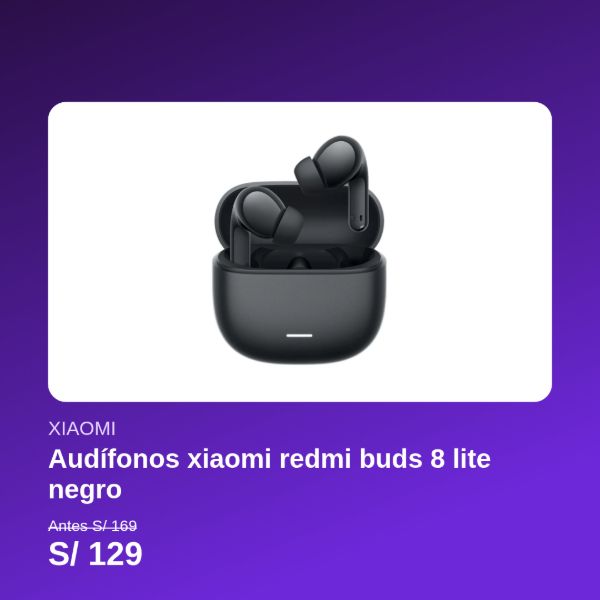 XIAOMI
Audífonos xiaomi redmi buds 8 lite
negro
Antes S/ 169
S/ 129